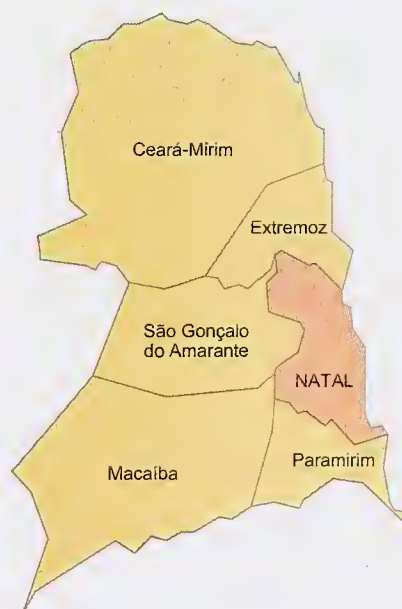 Ceará-Mirim
Extremoz
São Gonçalo
do Amarante
NATAL
Macaíba
Paramirim